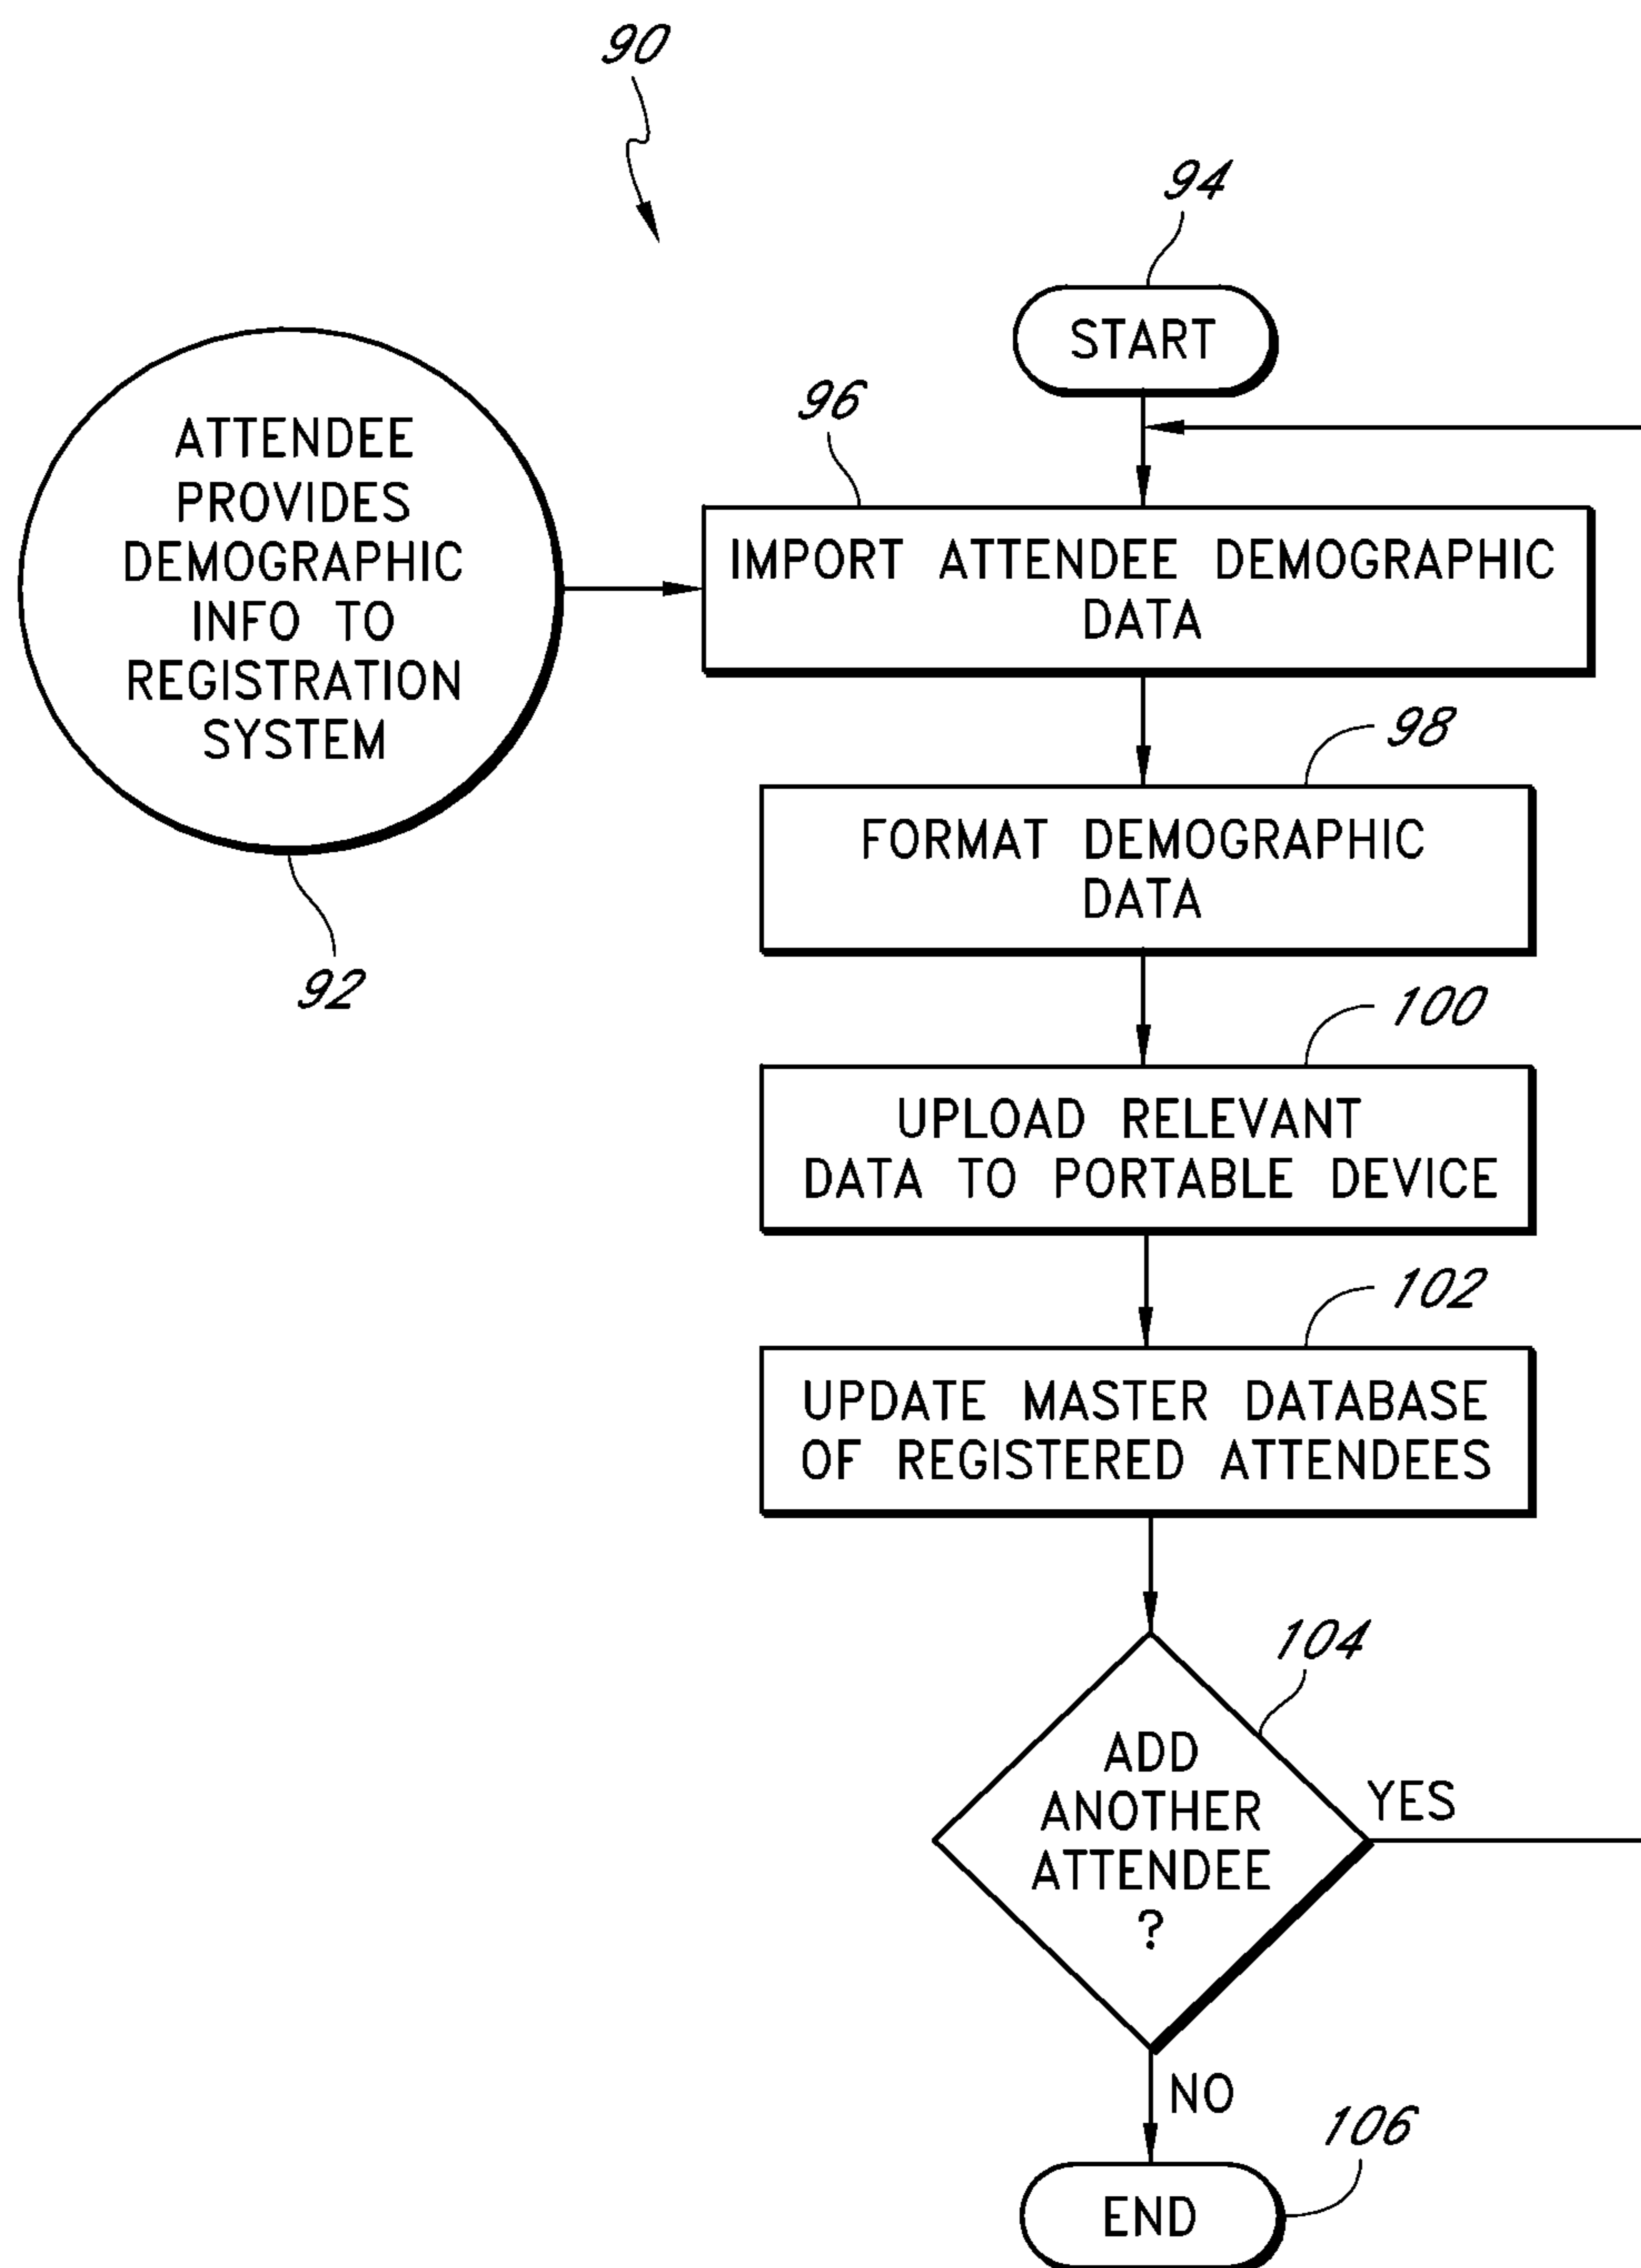 90
94
START
96
ATTENDEE
PROVIDES
DEMOGRAPHIC
INFO TO
REGISTRATION
SYSTEM
92
IMPORT ATTENDEE DEMOGRAPHIC
DATA
98
FORMAT DEMOGRAPHIC
DATA
100
UPLOAD RELEVANT
DATA TO PORTABLE DEVICE
102
UPDATE MASTER DATABASE
OF REGISTERED ATTENDEES
104
ADD
ANOTHER
ATTENDEE
?
YES
NO
106
END